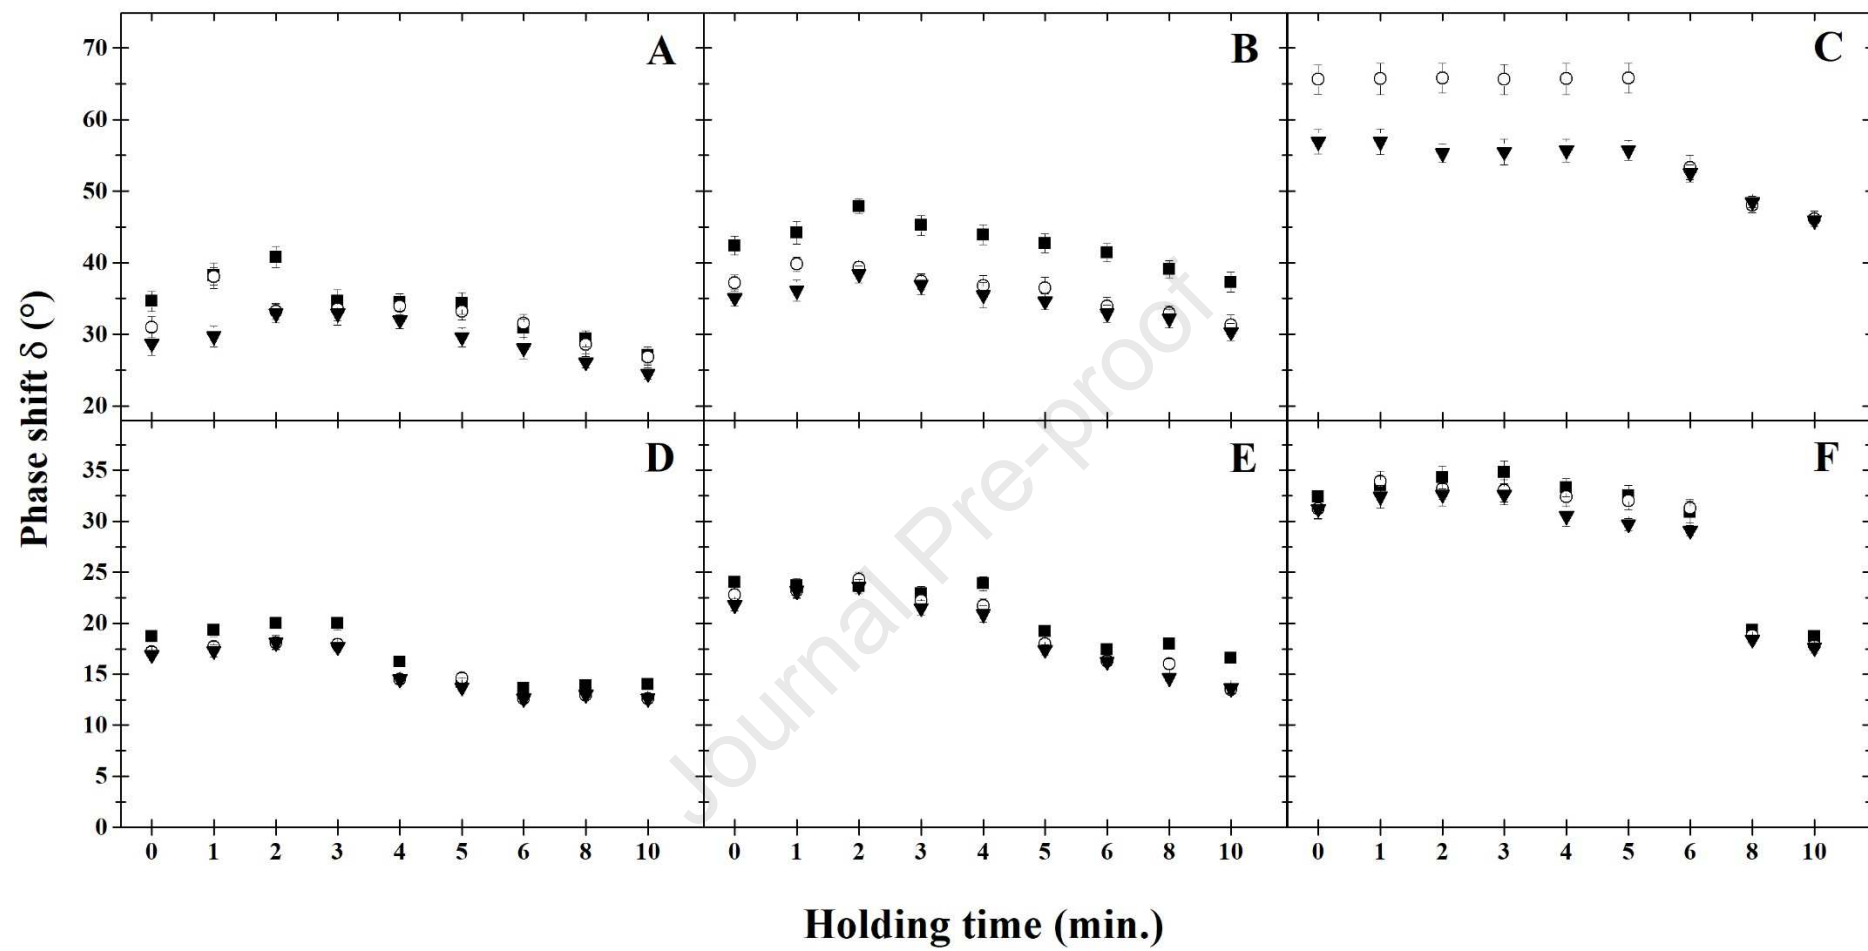 A B C
70
60
50
40
30
20
D E F
35
30
25
20
15
10
5
0
Phase shift δ (°)
0 1 2 3 4 5 6 8 10 0 1 2 3 4 5 6 8 10 0 1 2 3 4 5 6 8 10
Holding time (min.)
Journal Pre-proof